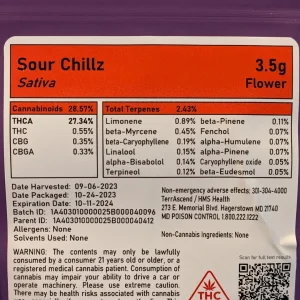 Sour Chillz 3.5g
Sativa Flower
Cannabinoids 28.57% Total Terpenes 2.43%
THCA 27.34% Limonene 0.89% beta-Pinene 0.11%
THC 0.55% beta-Myrcene 0.45% Fenchol 0.07%
CBG 0.35% beta-Caryophyllene 0.19% alpha-Humulene 0.07%
CBGA 0.33% Linalool 0.15% alpha-Pinene 0.07%
alpha-Bisabolol 0.14% Caryophyllene oxide 0.05%
Terpineol 0.12% beta-Eudesmol 0.05%
Date Harvested: 09-06-2023
Date Packaged: 10-24-2023
Expiration Date: 10-11-2024
Batch ID: 1A403010000025B000040096
Parent ID: 1A403010000025B000040412
Allergens: None
Solvents Used: None
Non-emergency adverse effects: 301-304-4000
TerrAscend / HMS Health
273 E. Memorial Blvd. Hagerstown MD 21740
MD POISON CONTROL 1.800.222.1222
Non-Cannabis Ingredients: None
Scan for full test results
WARNING: The contents may only be lawfully
consumed by a consumer 21 years old or older, or a
registered medical cannabis patient. Consumption of
cannabis may impair your ability to drive a car or
operate machinery. Please use extreme caution.
There be health risks associated with cannabis
THC